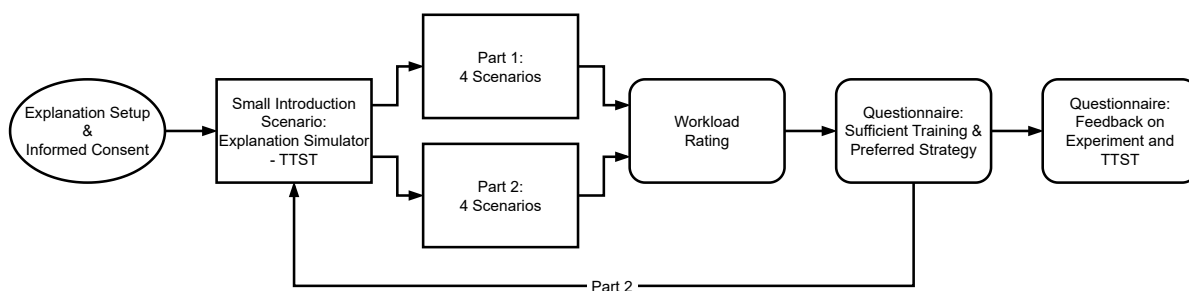 Explanation Setup
&
Informed Consent
Small Introduction
Scenario:
Explanation Simulator
- TTST
Part 1:
4 Scenarios
Part 2:
4 Scenarios
Workload
Rating
Questionnaire:
Sufficient Training &
Preferred Strategy
Questionnaire:
Feedback on
Experiment and
TTST
Part 2